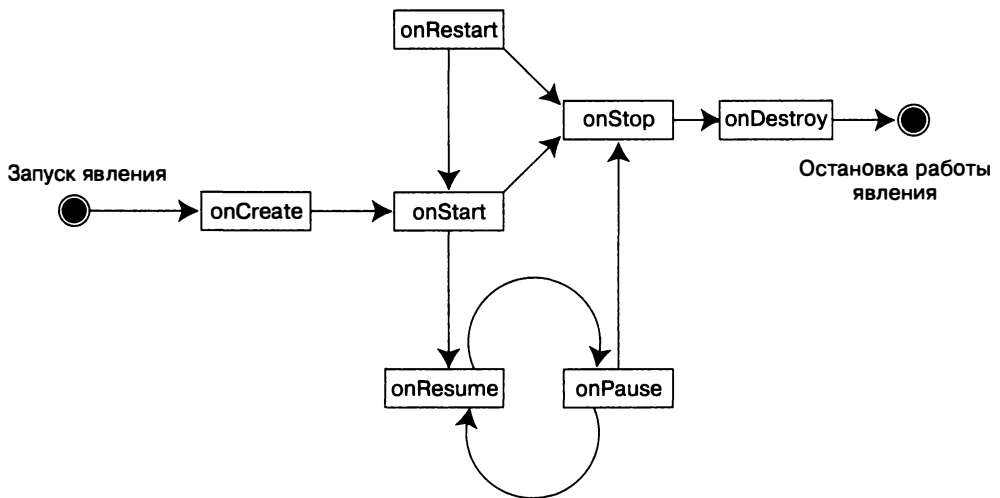 onRestart
onStop
onDestroy
Запуск явления
Остановка работы
явления
onCreate
onStart
onResume
onPause